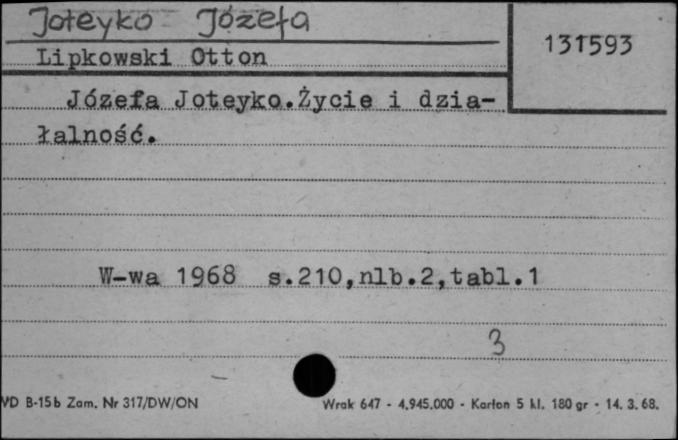 Joteyko Józefa
131593
Lipkowski Otton
Józefa Joteyko.Życie i dzia-
łalność.
W-wa 1968 s.210,nlb.2,tabl.1
3
VD B-15b Zam. Nr 317/DW/ON
Wrak 647 - 4.945.000 - Karton 5 kl. 180 gr - 14. 3. 68.